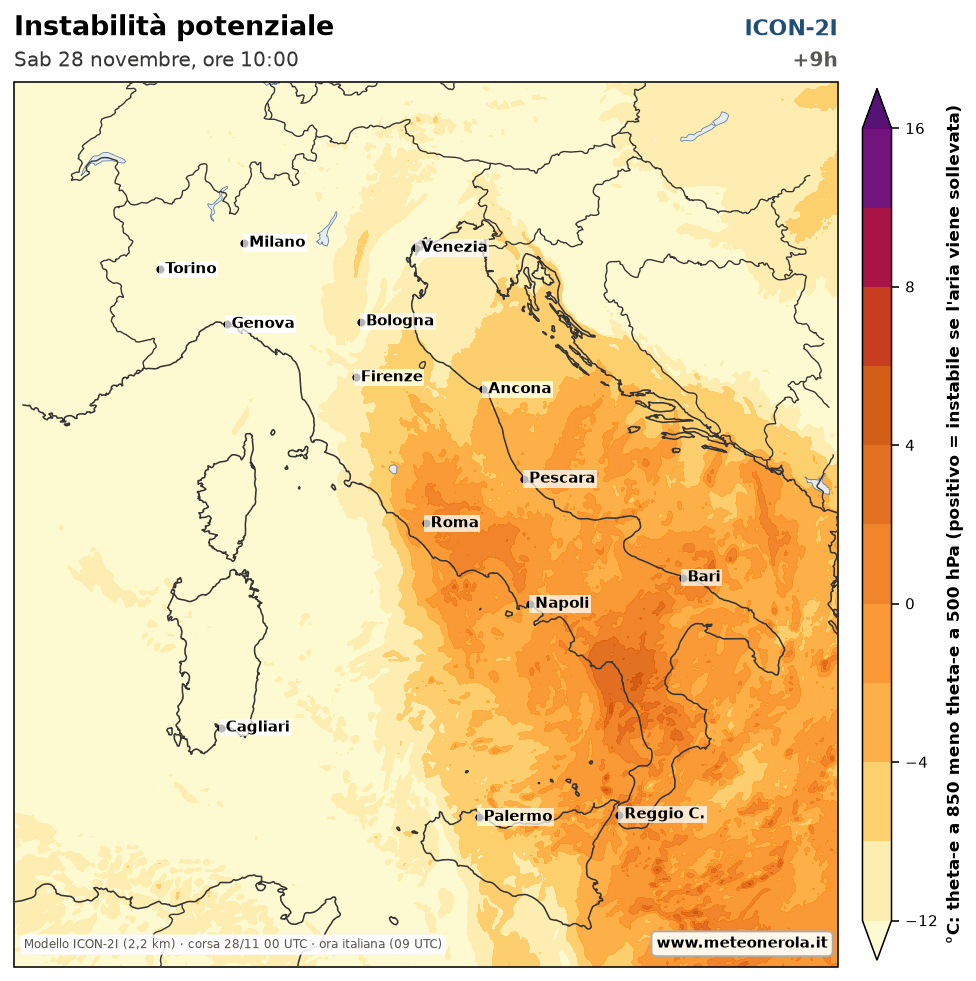 Instabilità potenziale
ICON-2I
Sab 28 novembre, ore 10:00
+9h
Milano
Venezia
Torino
Genova
Bologna
Firenze
Ancona
Pescara
Roma
Bari
Napoli
Cagliari
Palermo
Reggio C.
Modello ICON-2I (2,2 km) · corsa 28/11 00 UTC · ora italiana (09 UTC)
www.meteonerola.it
16
8
4
0
−4
−12
°C: theta-e a 850 meno theta-e a 500 hPa (positivo = instabile se l'aria viene sollevata)